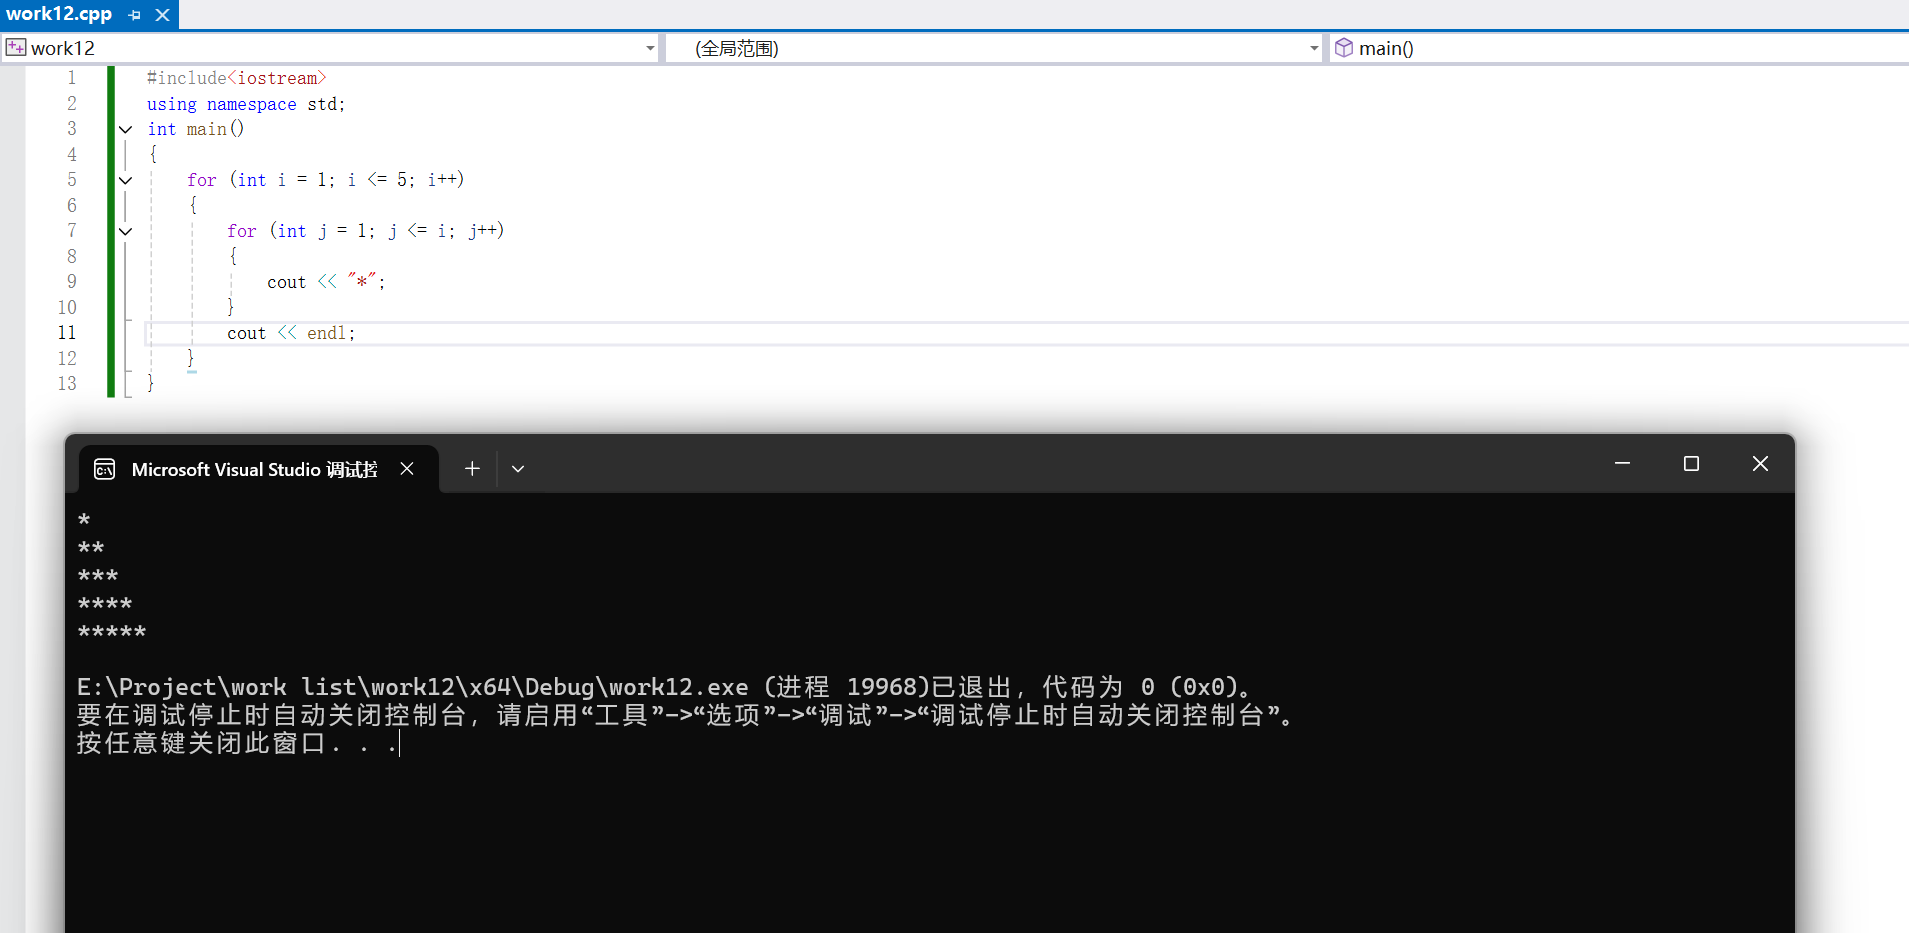 work12.cpp
work12
(全局范围)
main()
1 #include<iostream>
2 using namespace std;
3 int main()
4 {
5 for (int i = 1; i <= 5; i++)
6 {
7 for (int j = 1; j <= i; j++)
8 {
9 cout << "*";
10 }
11 cout << endl;
12 }
13 }
Microsoft Visual Studio 调试控
*
**
***
****
*****
E:\Project\work list\work12\x64\Debug\work12.exe (进程 19968)已退出，代码为 0 (0x0)。
要在调试停止时自动关闭控制台，请启用“工具”->“选项”->“调试”->“调试停止时自动关闭控制台”。
按任意键关闭此窗口. . .